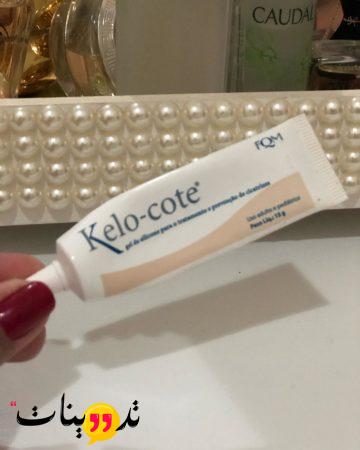 CAUDAL
FQM
Kelo-cote®
gel de silicone para o tratamento e prevenção de cicatrizes
Uso adulto e pediátrico
Peso Líq.: 15 g
تدوينات